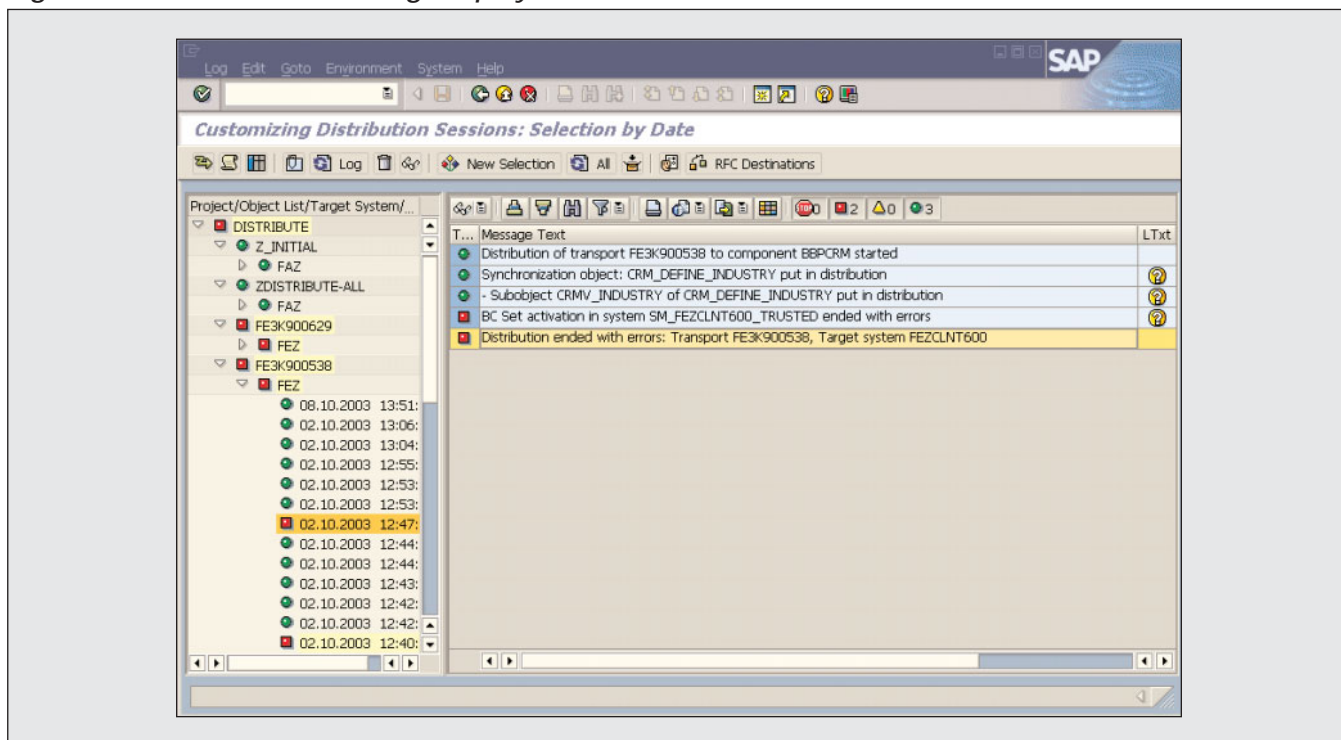 Log Edit Goto Environment System Help
SAP
Customizing Distribution Sessions: Selection by Date
Log New Selection All RFC Destinations
Project/Object List/Target System/...
DISTRIBUTE
Z_INITIAL
FAZ
ZDISTRIBUTE-ALL
FAZ
FE3K900629
FEZ
FE3K900538
FEZ
08.10.2003 13:51:
02.10.2003 13:06:
02.10.2003 13:04:
02.10.2003 12:55:
02.10.2003 12:53:
02.10.2003 12:53:
02.10.2003 12:47:
02.10.2003 12:44:
02.10.2003 12:44:
02.10.2003 12:43:
02.10.2003 12:42:
02.10.2003 12:42:
02.10.2003 12:40:
STOP 0 2 0 3
T... Message Text LTxt
Distribution of transport FE3K900538 to component BBPCRM started
Synchronization object: CRM_DEFINE_INDUSTRY put in distribution
- Subobject CRMV_INDUSTRY of CRM_DEFINE_INDUSTRY put in distribution
BC Set activation in system SM_FEZCLNT600_TRUSTED ended with errors
Distribution ended with errors: Transport FE3K900538, Target system FEZCLNT600